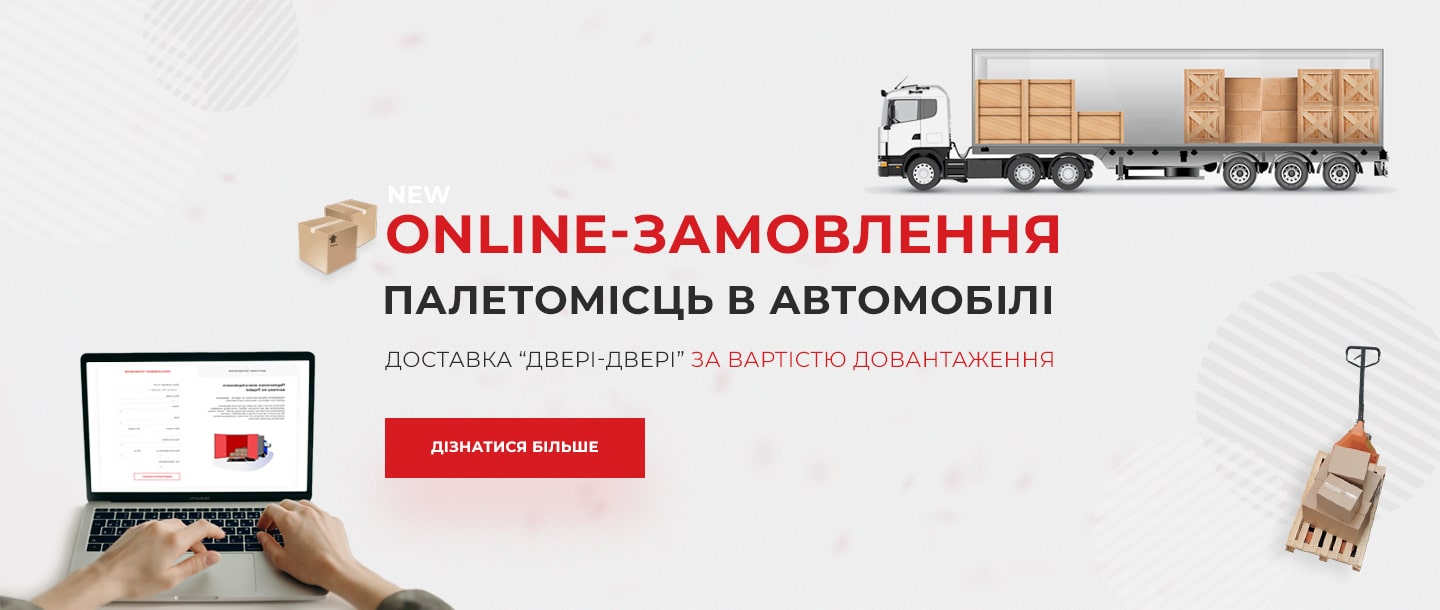 NEW
ONLINE-ЗАМОВЛЕННЯ
ПАЛЕТОМІСЦЬ В АВТОМОБІЛІ
ДОСТАВКА “ДВЕРІ-ДВЕРІ” ЗА ВАРТІСТЮ ДОВАНТАЖЕННЯ
ДІЗНАТИСЯ БІЛЬШЕ